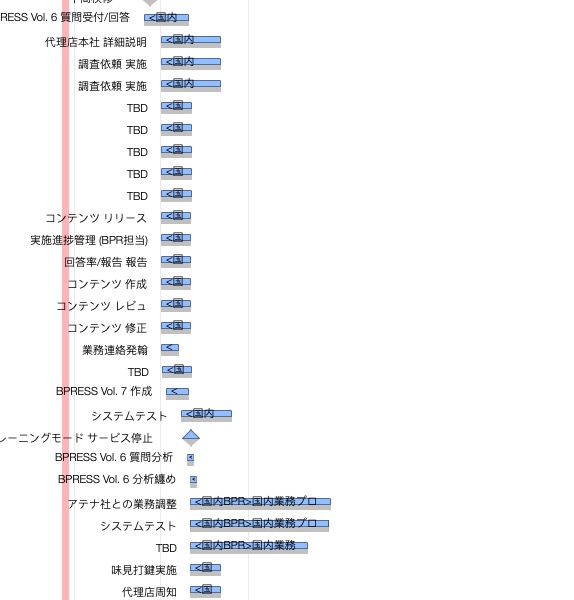 RESS Vol. 6 質問受付/回答 <国内
代理店本社 詳細説明 <国内
調査依頼 実施 <国内
調査依頼 実施 <国内
TBD <国
TBD <国
TBD <国
TBD <国
TBD <国
コンテンツ リリース <国
実施進捗管理 (BPR担当) <国
回答率/報告 報告 <国
コンテンツ 作成 <国
コンテンツ レビュ <国
コンテンツ 修正 <国
業務連絡発翰 <
TBD <国
BPRESS Vol. 7 作成 <
システムテスト <国内
レーニングモード サービス停止
BPRESS Vol. 6 質問分析 <
BPRESS Vol. 6 分析纏め <
アテナ社との業務調整 <国内BPR>国内業務プロ
システムテスト <国内BPR>国内業務プロ
TBD <国内BPR>国内業務
味見打鍵実施 <国
代理店周知 <国